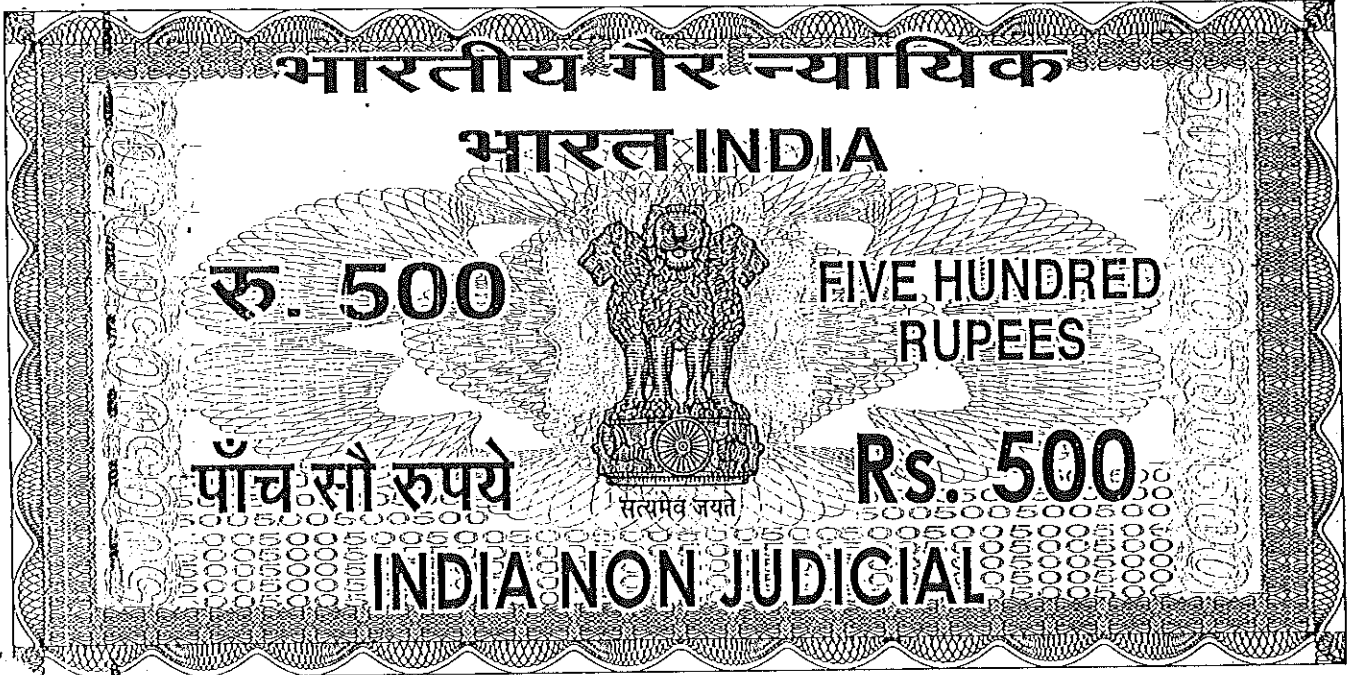 भारतीय गैर न्यायिक
भारत INDIA
रु. 500
FIVE HUNDRED
RUPEES
पाँच सौ रुपये
Rs. 500
सत्यमेव जयते
INDIA NON JUDICIAL